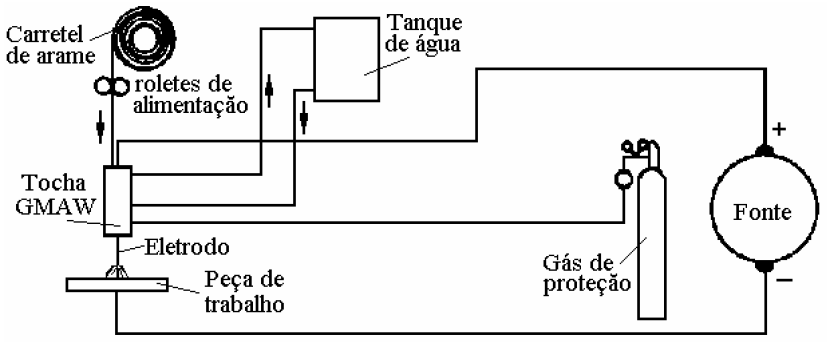 Carretel
de arame
Tanque
de água
roletes de
alimentação
+
Tocha
GMAW
Fonte
Eletrodo
Gás de
proteção
Peça de
trabalho
−